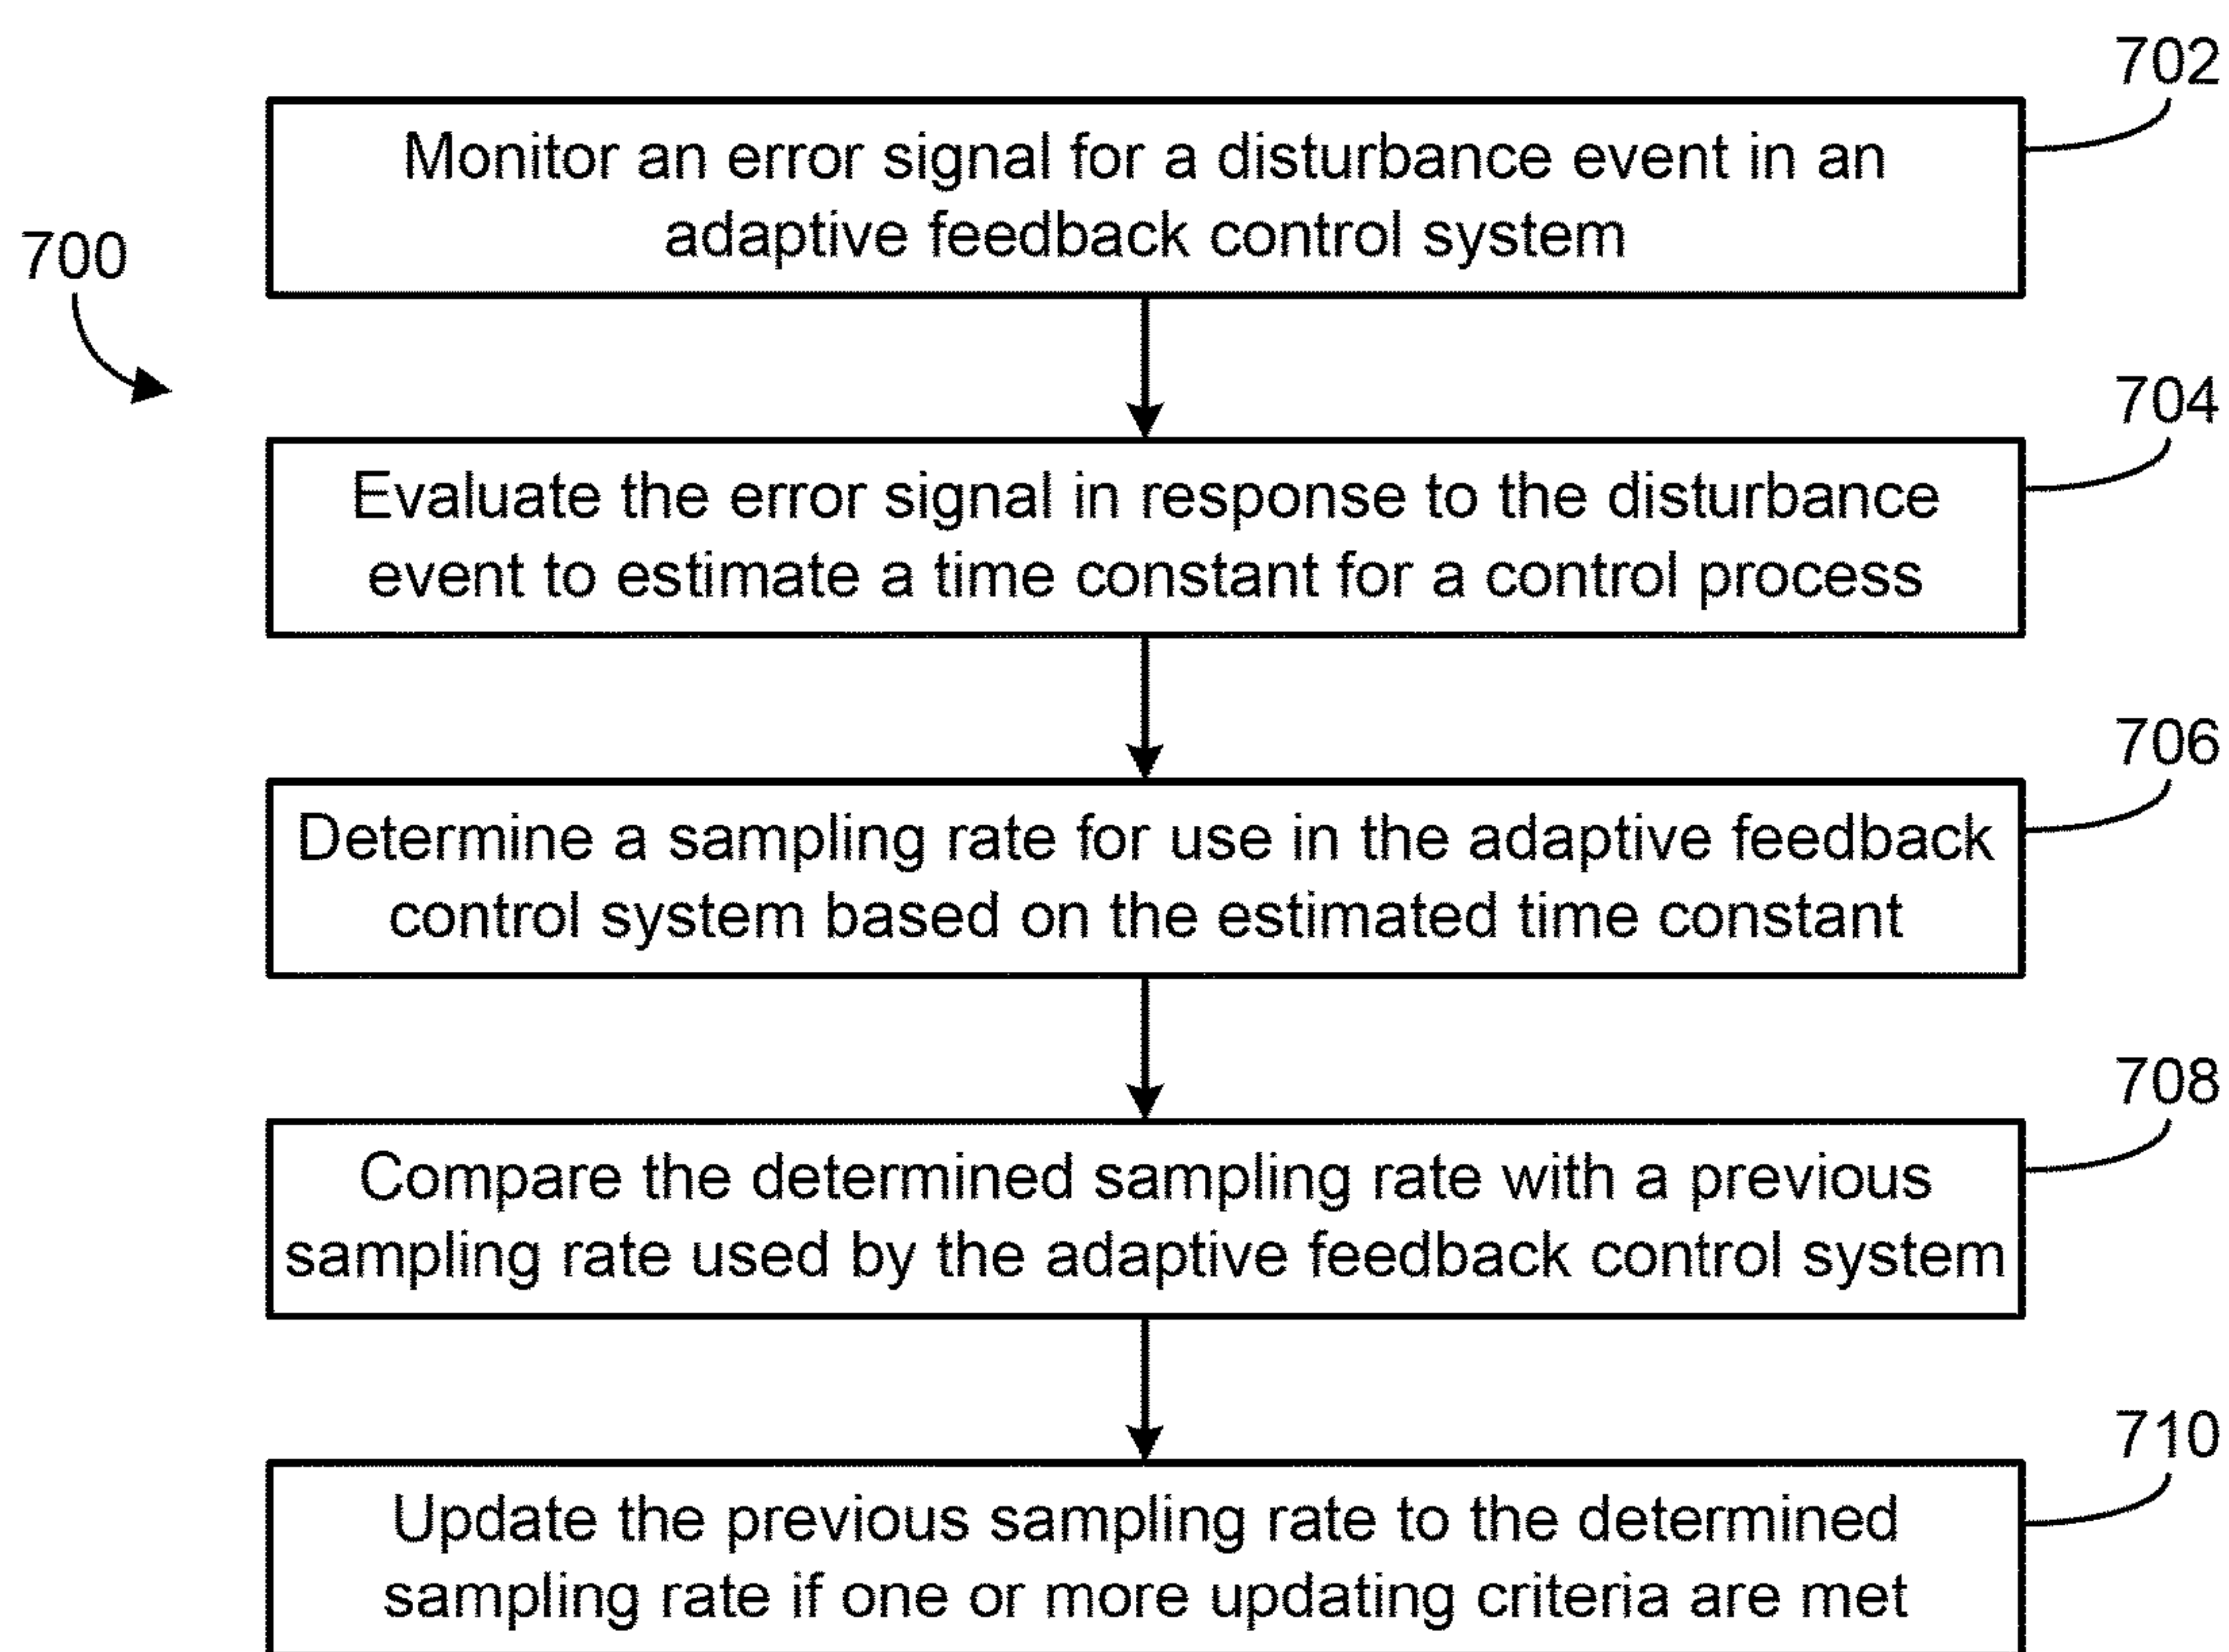 702
Monitor an error signal for a disturbance event in an
adaptive feedback control system
700
704
Evaluate the error signal in response to the disturbance
event to estimate a time constant for a control process
706
Determine a sampling rate for use in the adaptive feedback
control system based on the estimated time constant
708
Compare the determined sampling rate with a previous
sampling rate used by the adaptive feedback control system
710
Update the previous sampling rate to the determined
sampling rate if one or more updating criteria are met